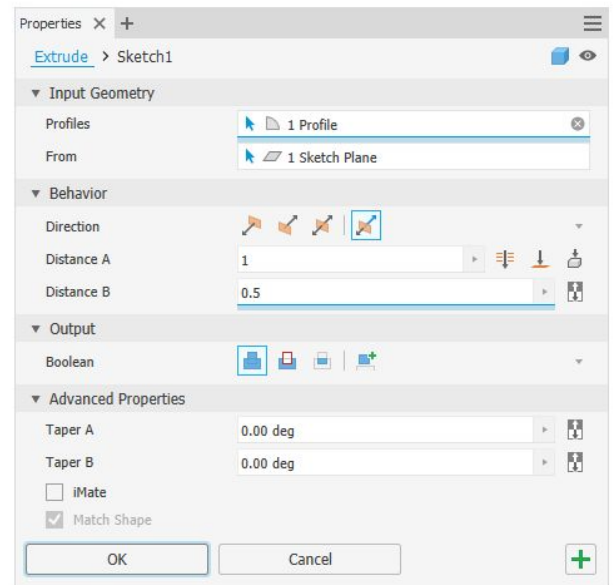 Properties
Extrude > Sketch1
Input Geometry
Profiles 1 Profile
From 1 Sketch Plane
Behavior
Direction
Distance A 1
Distance B 0.5
Output
Boolean
Advanced Properties
Taper A 0.00 deg
Taper B 0.00 deg
iMate
Match Shape
OK Cancel